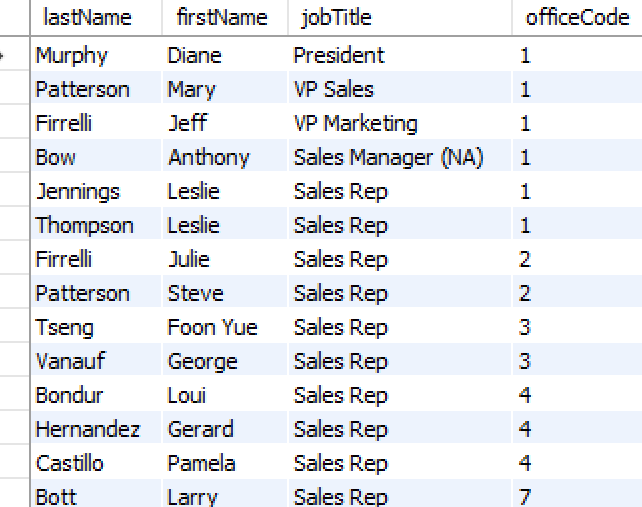 lastName firstName jobTitle officeCode
Murphy Diane President 1
Patterson Mary VP Sales 1
Firrelli Jeff VP Marketing 1
Bow Anthony Sales Manager (NA) 1
Jennings Leslie Sales Rep 1
Thompson Leslie Sales Rep 1
Firrelli Julie Sales Rep 2
Patterson Steve Sales Rep 2
Tseng Foon Yue Sales Rep 3
Vanauf George Sales Rep 3
Bondur Loui Sales Rep 4
Hernandez Gerard Sales Rep 4
Castillo Pamela Sales Rep 4
Bott Larry Sales Rep 7